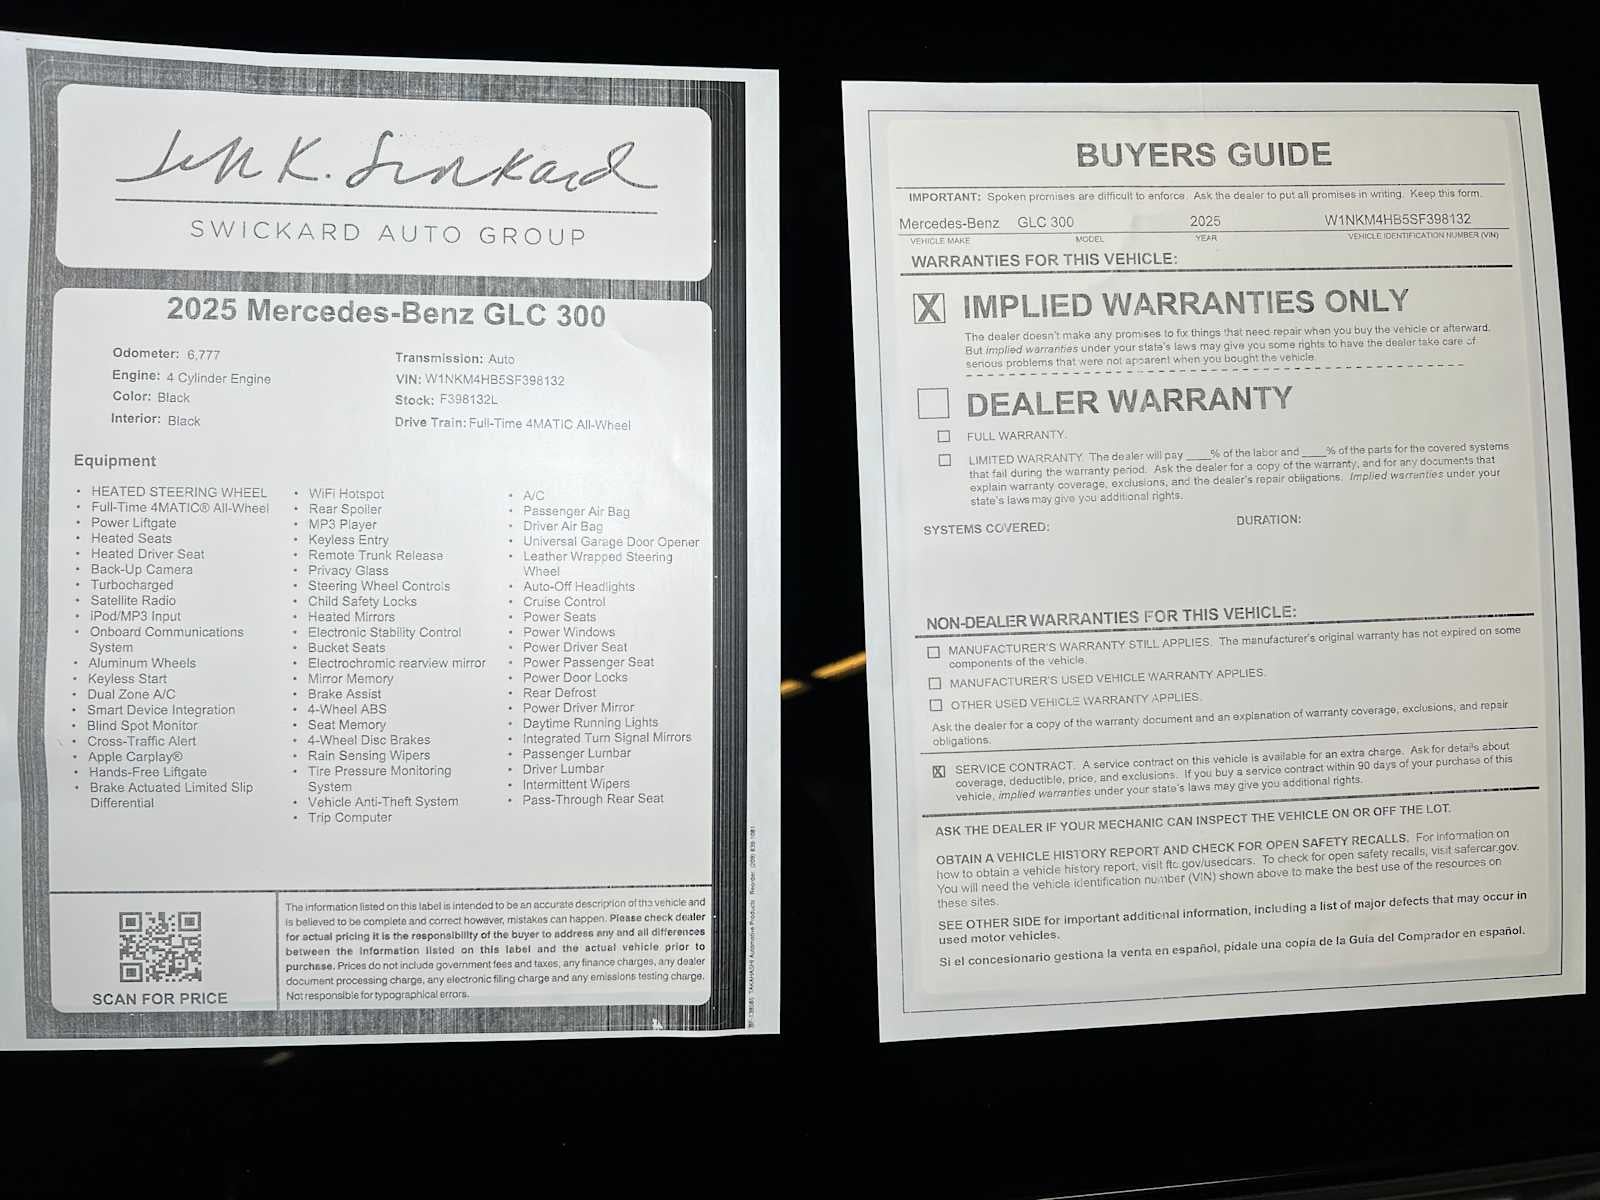 SWICKARD AUTO GROUP
2025 Mercedes-Benz GLC 300
Odometer: 6,777
Engine: 4 Cylinder Engine
Color: Black
Interior: Black
Transmission: Auto
VIN: W1NKM4HB5SF398132
Stock: F398132L
Drive Train: Full-Time 4MATIC All-Wheel
Equipment
• HEATED STEERING WHEEL
• Full-Time 4MATIC® All-Wheel
• Power Liftgate
• Heated Seats
• Heated Driver Seat
• Back-Up Camera
• Turbocharged
• Satellite Radio
• iPod/MP3 Input
• Onboard Communications
System
• Aluminum Wheels
• Keyless Start
• Dual Zone A/C
• Smart Device Integration
• Blind Spot Monitor
• Cross-Traffic Alert
• Apple Carplay®
• Hands-Free Liftgate
• Brake Actuated Limited Slip
Differential
• WiFi Hotspot
• Rear Spoiler
• MP3 Player
• Keyless Entry
• Remote Trunk Release
• Privacy Glass
• Steering Wheel Controls
• Child Safety Locks
• Heated Mirrors
• Electronic Stability Control
• Bucket Seats
• Electrochromic rearview mirror
• Mirror Memory
• Brake Assist
• 4-Wheel ABS
• Seat Memory
• 4-Wheel Disc Brakes
• Rain Sensing Wipers
• Tire Pressure Monitoring
System
• Vehicle Anti-Theft System
• Trip Computer
• A/C
• Passenger Air Bag
• Driver Air Bag
• Universal Garage Door Opener
• Leather Wrapped Steering
Wheel
• Auto-Off Headlights
• Cruise Control
• Power Seats
• Power Windows
• Power Driver Seat
• Power Passenger Seat
• Power Door Locks
• Rear Defrost
• Power Driver Mirror
• Daytime Running Lights
• Integrated Turn Signal Mirrors
• Passenger Lumbar
• Driver Lumbar
• Intermittent Wipers
• Pass-Through Rear Seat
SCAN FOR PRICE
The information listed on this label is intended to be an accurate description of the vehicle and
is believed to be complete and correct however, mistakes can happen. Please check dealer
for actual pricing it is the responsibility of the buyer to address any and all differences
between the information listed on this label and the actual vehicle prior to
purchase. Prices do not include government fees and taxes, any finance charges, any dealer
document processing charge, any electronic filing charge and any emissions testing charge.
Not responsible for typographical errors.
TAKAHASHI Automotive Products Reorder:
BUYERS GUIDE
IMPORTANT: Spoken promises are difficult to enforce. Ask the dealer to put all promises in writing. Keep this form.
Mercedes-Benz GLC 300 2025 W1NKM4HB5SF398132
VEHICLE MAKE MODEL YEAR VEHICLE IDENTIFICATION NUMBER (VIN)
WARRANTIES FOR THIS VEHICLE:
X IMPLIED WARRANTIES ONLY
The dealer doesn't make any promises to fix things that need repair when you buy the vehicle or afterward.
But implied warranties under your state's laws may give you some rights to have the dealer take care of
serious problems that were not apparent when you bought the vehicle.
DEALER WARRANTY
FULL WARRANTY.
LIMITED WARRANTY. The dealer will pay ____% of the labor and ____% of the parts for the covered systems
that fail during the warranty period. Ask the dealer for a copy of the warranty, and for any documents that
explain warranty coverage, exclusions, and the dealer's repair obligations. Implied warranties under your
state's laws may give you additional rights.
SYSTEMS COVERED: DURATION:
NON-DEALER WARRANTIES FOR THIS VEHICLE:
MANUFACTURER'S WARRANTY STILL APPLIES. The manufacturer's original warranty has not expired on some
components of the vehicle.
MANUFACTURER'S USED VEHICLE WARRANTY APPLIES.
OTHER USED VEHICLE WARRANTY APPLIES.
Ask the dealer for a copy of the warranty document and an explanation of warranty coverage, exclusions, and repair
obligations.
X SERVICE CONTRACT. A service contract on this vehicle is available for an extra charge. Ask for details about
coverage, deductible, price, and exclusions. If you buy a service contract within 90 days of your purchase of this
vehicle, implied warranties under your state's laws may give you additional rights.
ASK THE DEALER IF YOUR MECHANIC CAN INSPECT THE VEHICLE ON OR OFF THE LOT.
OBTAIN A VEHICLE HISTORY REPORT AND CHECK FOR OPEN SAFETY RECALLS. For information on
how to obtain a vehicle history report, visit ftc.gov/usedcars. To check for open safety recalls, visit safercar.gov.
You will need the vehicle identification number (VIN) shown above to make the best use of the resources on
these sites.
SEE OTHER SIDE for important additional information, including a list of major defects that may occur in
used motor vehicles.
Si el concesionario gestiona la venta en español, pídale una copia de la Guía del Comprador en español.